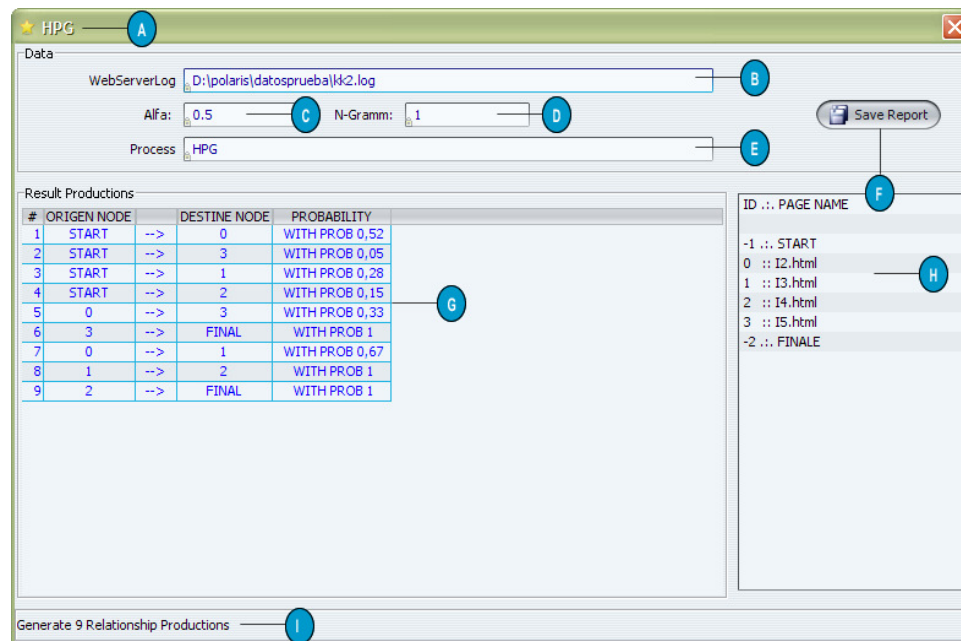 HPG A
Data
WebServerLog D:\polaris\datosprueba\kk2.log B
Alfa: 0.5 C N-Gramm: 1 D Save Report
Process HPG E
F
Result Productions
# ORIGEN NODE DESTINE NODE PROBABILITY
1 START --> 0 WITH PROB 0,52
2 START --> 3 WITH PROB 0,05
3 START --> 1 WITH PROB 0,28
4 START --> 2 WITH PROB 0,15
5 0 --> 3 WITH PROB 0,33
6 3 --> FINAL WITH PROB 1
7 0 --> 1 WITH PROB 0,67
8 1 --> 2 WITH PROB 1
9 2 --> FINAL WITH PROB 1
G
ID .:. PAGE NAME
-1 .:. START
0 :: I2.html
1 :: I3.html
2 :: I4.html
3 :: I5.html
-2 .:. FINALE
H
Generate 9 Relationship Productions I